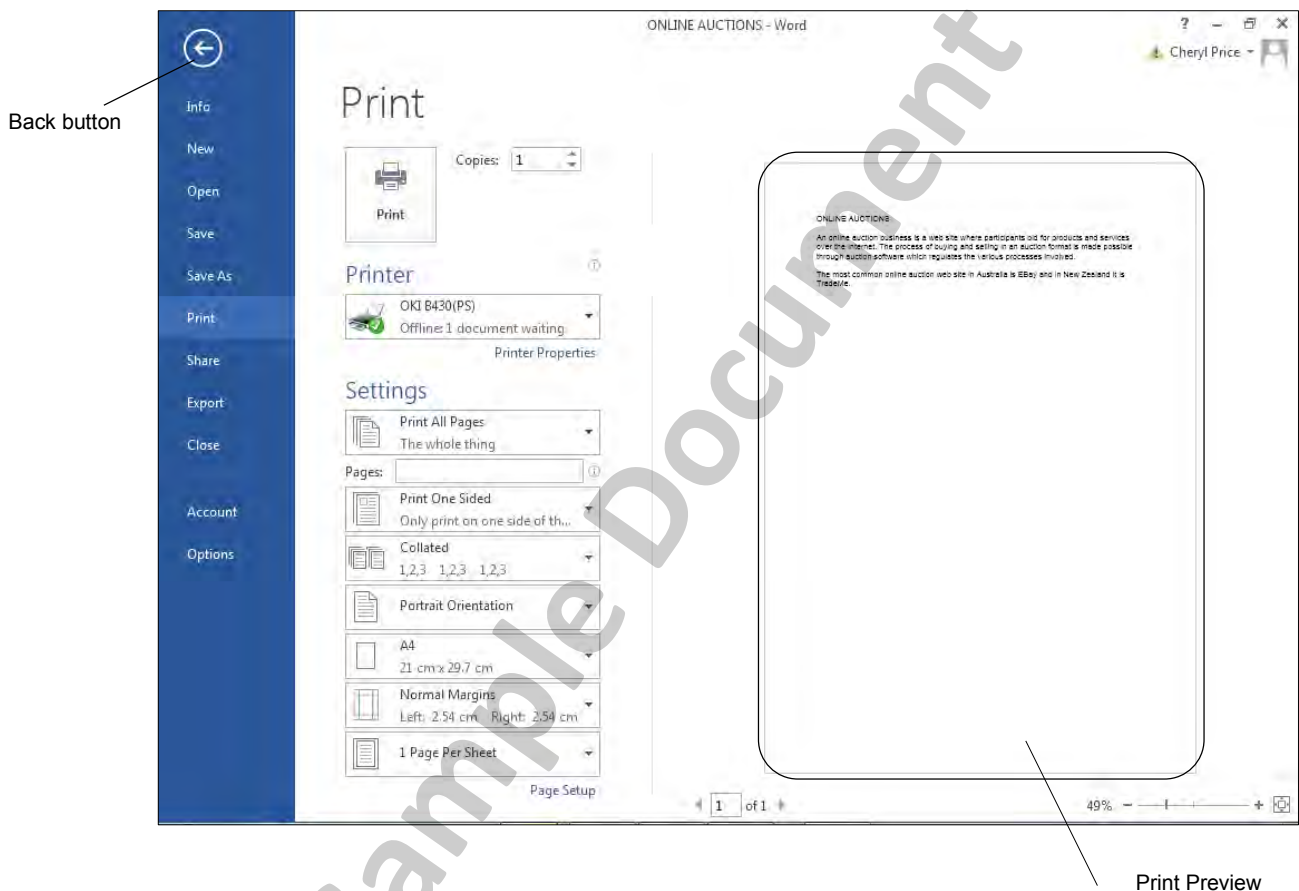 ONLINE AUCTIONS - Word
? – X
Cheryl Price
Back button
Info
New
Open
Save
Save As
Print
Share
Export
Close
Account
Options
Print
Copies: 1
Print
Printer
OKI B430(PS)
Offline: 1 document waiting
Printer Properties
Settings
Print All Pages
The whole thing
Pages:
Print One Sided
Only print on one side of th...
Collated
1,2,3 1,2,3 1,2,3
Portrait Orientation
A4
21 cm x 29.7 cm
Normal Margins
Left: 2.54 cm Right: 2.54 cm
1 Page Per Sheet
Page Setup
ONLINE AUCTIONS
An online auction business is a web site where participants bid for products and services
over the internet. The process of buying and selling in an auction format is made possible
through auction software which regulates the various processes involved.
The most common online auction web site in Australia is EBay and in New Zealand it is
TradeMe.
1 of 1
49% – +
Print Preview
Sample Document